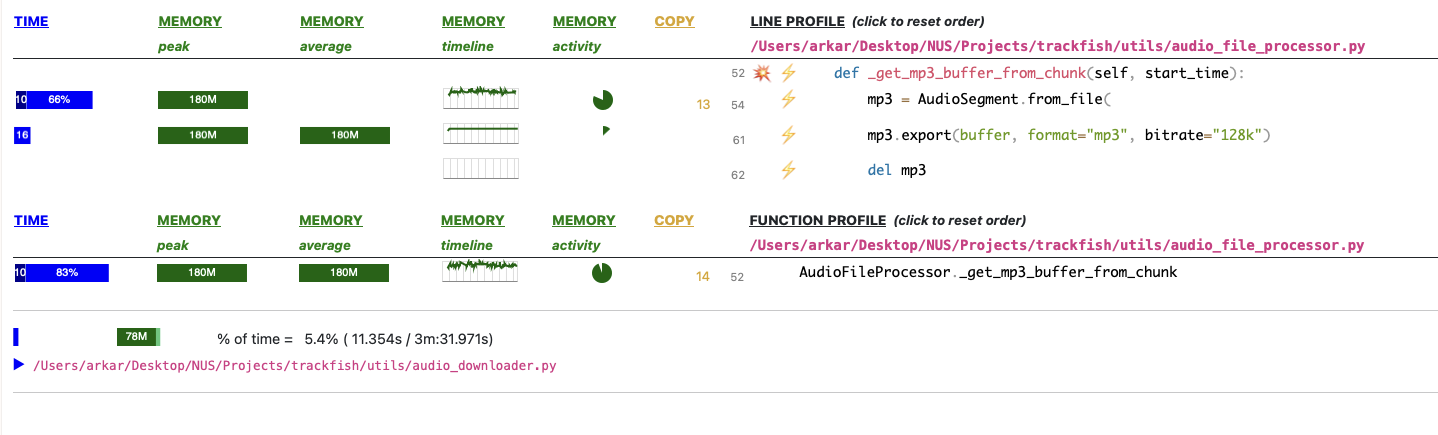 TIME MEMORY MEMORY MEMORY MEMORY COPY LINE PROFILE (click to reset order)
peak average timeline activity /Users/arkar/Desktop/NUS/Projects/trackfish/utils/audio_file_processor.py
52 def _get_mp3_buffer_from_chunk(self, start_time):
10 66% 180M 13 54 mp3 = AudioSegment.from_file(
16 180M 180M 61 mp3.export(buffer, format="mp3", bitrate="128k")
62 del mp3
TIME MEMORY MEMORY MEMORY MEMORY COPY FUNCTION PROFILE (click to reset order)
peak average timeline activity /Users/arkar/Desktop/NUS/Projects/trackfish/utils/audio_file_processor.py
10 83% 180M 180M 14 52 AudioFileProcessor._get_mp3_buffer_from_chunk
78M % of time = 5.4% ( 11.354s / 3m:31.971s)
/Users/arkar/Desktop/NUS/Projects/trackfish/utils/audio_downloader.py